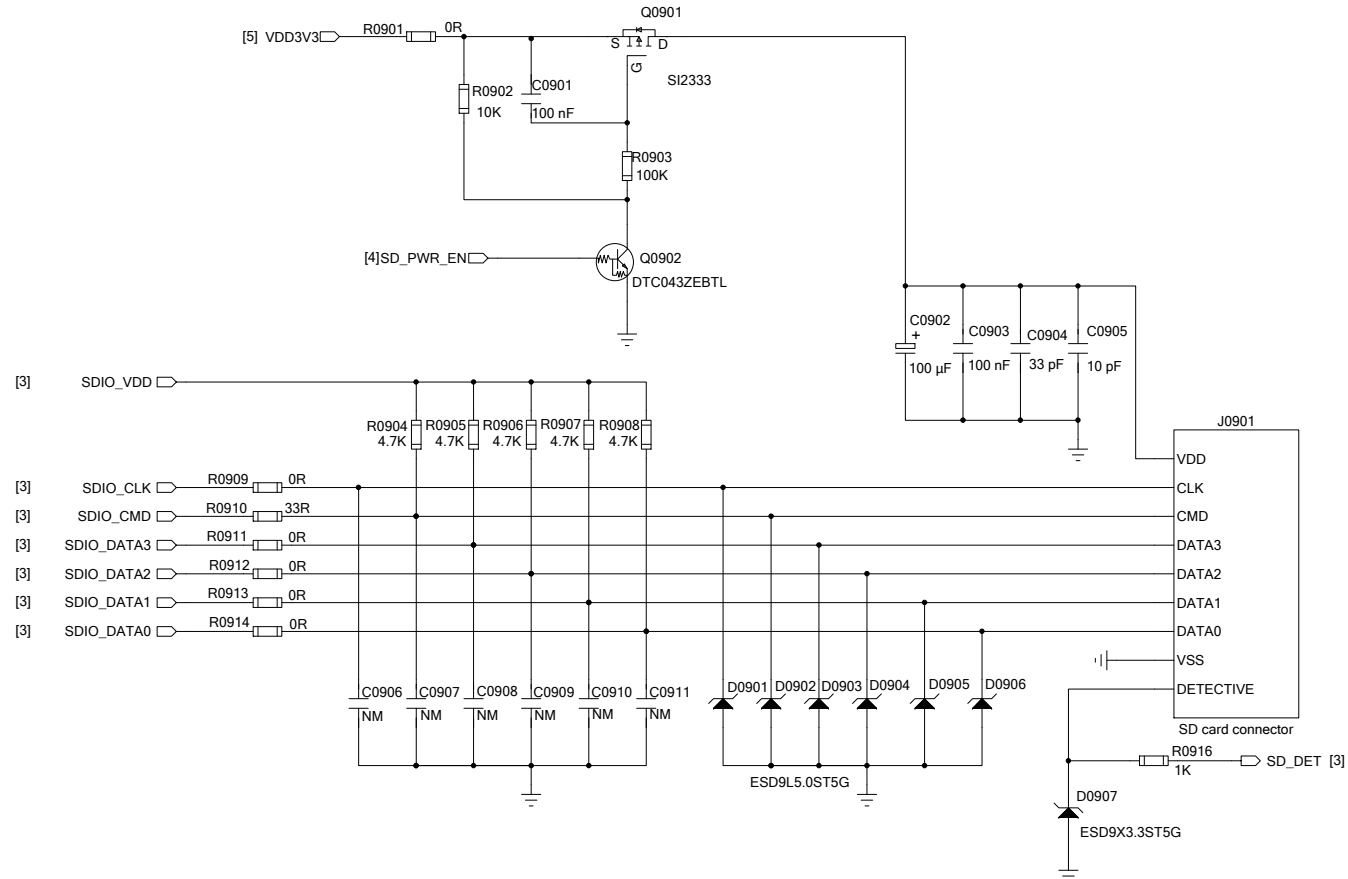 Q0901
[5] VDD3V3 R0901 0R
S D
G
SI2333
R0902
10K
C0901
100 nF
R0903
100K
[4]SD_PWR_EN
Q0902
DTC043ZEBTL
C0902
+
100 µF
C0903
100 nF
C0904
33 pF
C0905
10 pF
[3] SDIO_VDD
R0904 R0905 R0906 R0907 R0908
4.7K 4.7K 4.7K 4.7K 4.7K
J0901
VDD
[3] SDIO_CLK R0909 0R CLK
[3] SDIO_CMD R0910 33R CMD
[3] SDIO_DATA3 R0911 0R DATA3
[3] SDIO_DATA2 R0912 0R DATA2
[3] SDIO_DATA1 R0913 0R DATA1
[3] SDIO_DATA0 R0914 0R DATA0
VSS
DETECTIVE
SD card connector
C0906 C0907 C0908 C0909 C0910 C0911
NM NM NM NM NM NM
D0901 D0902 D0903 D0904 D0905 D0906
ESD9L5.0ST5G
R0916
1K
SD_DET [3]
D0907
ESD9X3.3ST5G